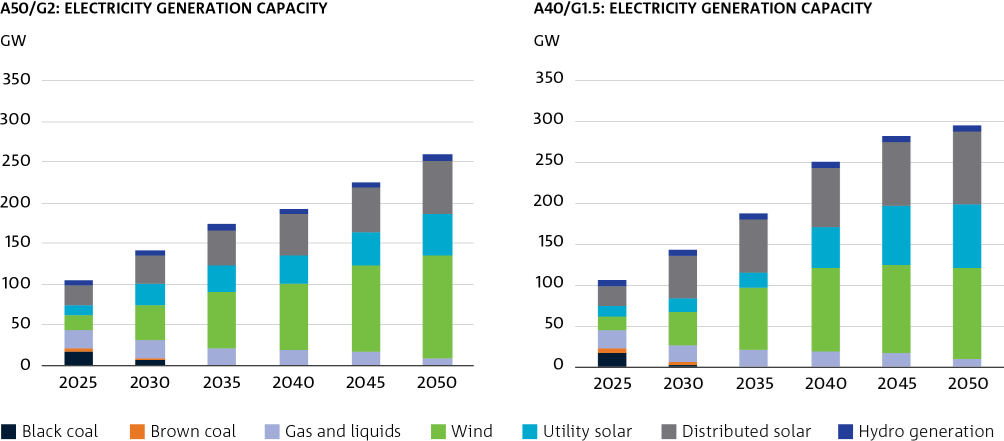 A50/G2: ELECTRICITY GENERATION CAPACITY
GW
350
300
250
200
150
100
50
0
2025 2030 2035 2040 2045 2050
A40/G1.5: ELECTRICITY GENERATION CAPACITY
GW
350
300
250
200
150
100
50
0
2025 2030 2035 2040 2045 2050
Black coal Brown coal Gas and liquids Wind Utility solar Distributed solar Hydro generation